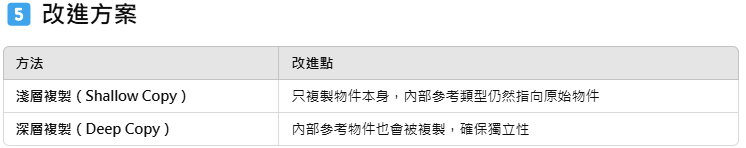 5 改進方案
方法 改進點
淺層複製 ( Shallow Copy ) 只複製物件本身，內部參考類型仍然指向原始物件
深層複製 ( Deep Copy ) 內部參考物件也會被複製，確保獨立性